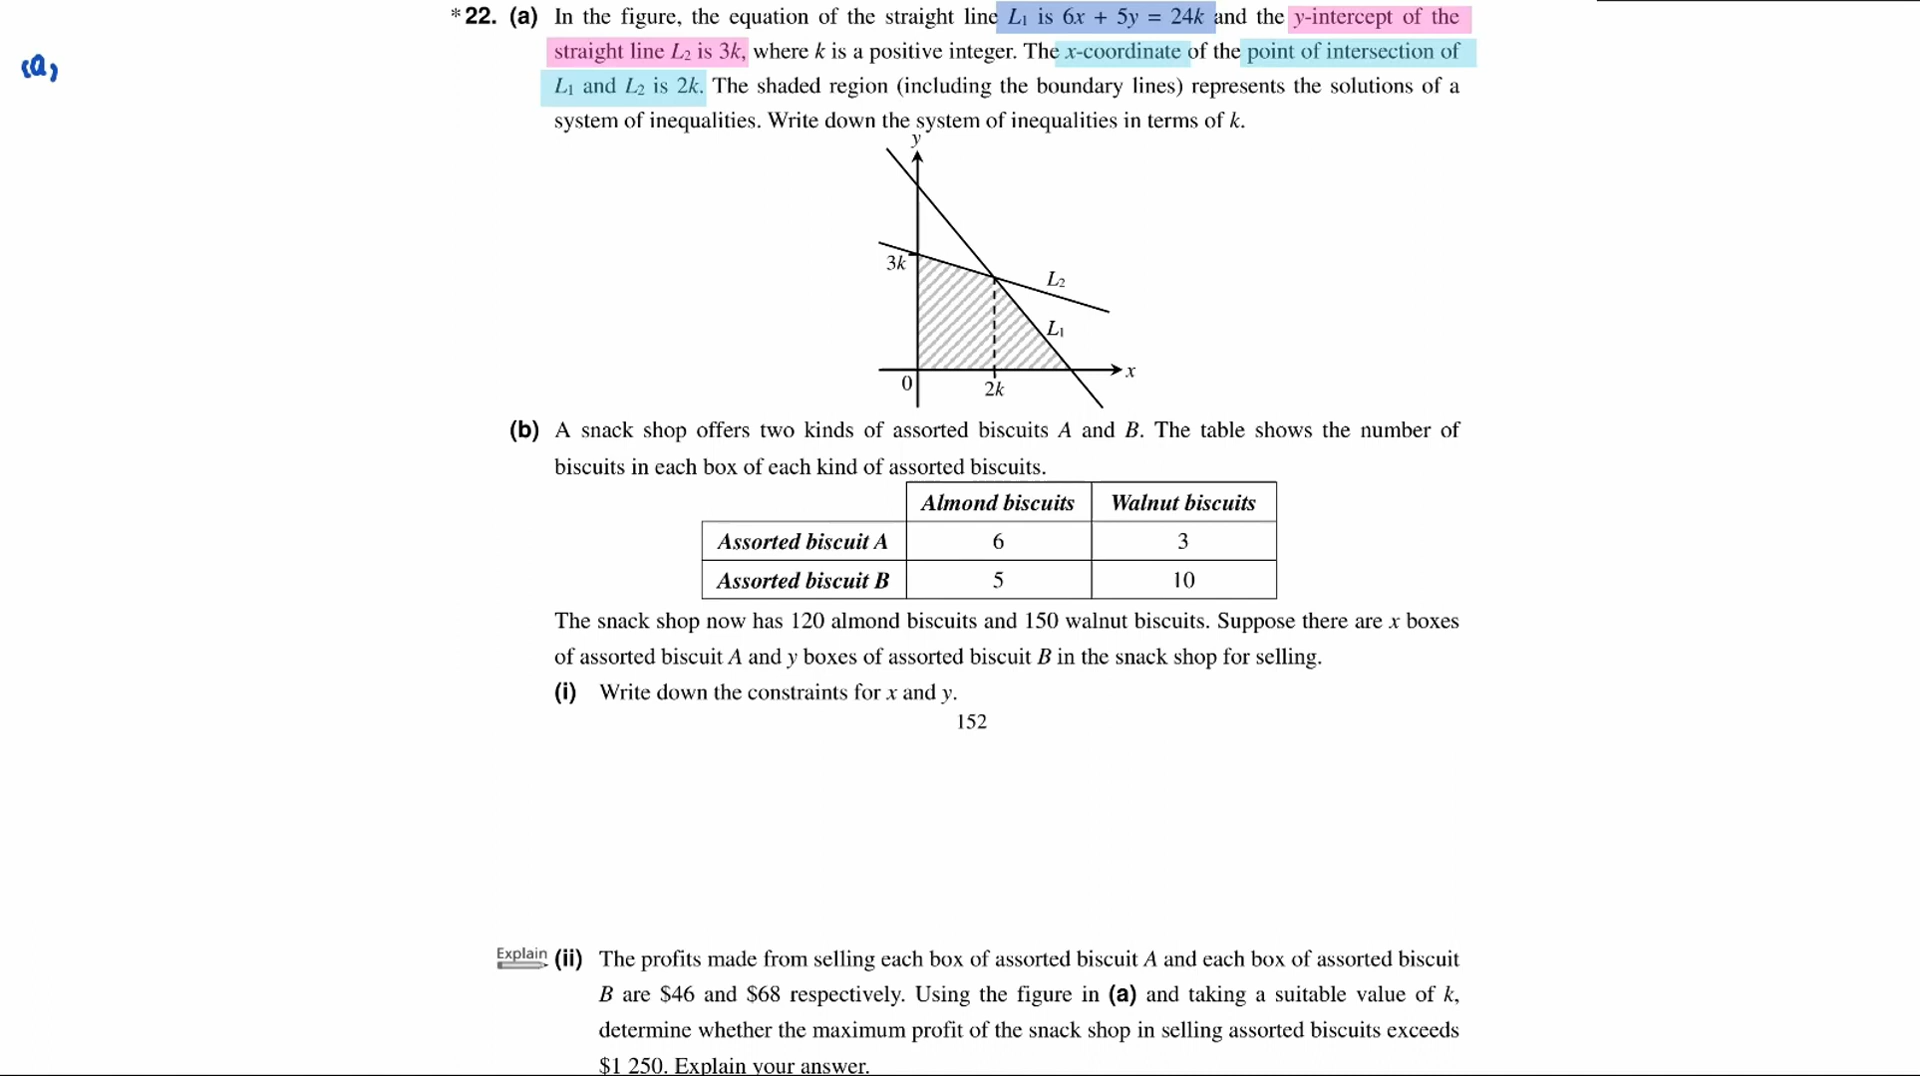 *22. (a) In the figure, the equation of the straight line L₁ is 6x + 5y = 24k and the y-intercept of the
straight line L₂ is 3k, where k is a positive integer. The x-coordinate of the point of intersection of
(a)
L₁ and L₂ is 2k. The shaded region (including the boundary lines) represents the solutions of a
system of inequalities. Write down the system of inequalities in terms of k.
y
3k
L₂
L₁
x
0
2k
(b) A snack shop offers two kinds of assorted biscuits A and B. The table shows the number of
biscuits in each box of each kind of assorted biscuits.
Almond biscuits Walnut biscuits
Assorted biscuit A 6 3
Assorted biscuit B 5 10
The snack shop now has 120 almond biscuits and 150 walnut biscuits. Suppose there are x boxes
of assorted biscuit A and y boxes of assorted biscuit B in the snack shop for selling.
(i) Write down the constraints for x and y.
152
Explain (ii) The profits made from selling each box of assorted biscuit A and each box of assorted biscuit
B are $46 and $68 respectively. Using the figure in (a) and taking a suitable value of k,
determine whether the maximum profit of the snack shop in selling assorted biscuits exceeds
$1 250. Explain your answer.